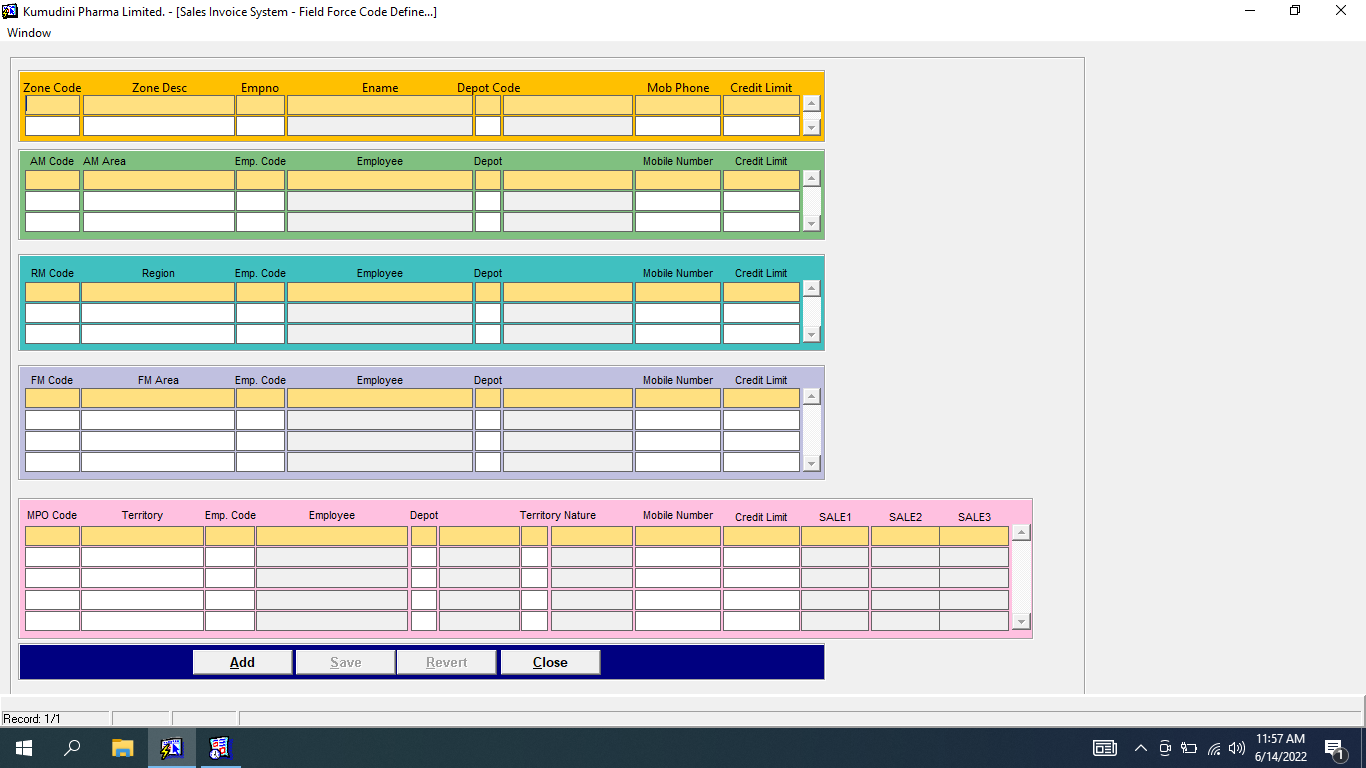 Kumudini Pharma Limited. - [Sales Invoice System - Field Force Code Define...]
Window
Zone Code Zone Desc Empno Ename Depot Code Mob Phone Credit Limit
AM Code AM Area Emp. Code Employee Depot Mobile Number Credit Limit
RM Code Region Emp. Code Employee Depot Mobile Number Credit Limit
FM Code FM Area Emp. Code Employee Depot Mobile Number Credit Limit
MPO Code Territory Emp. Code Employee Depot Territory Nature Mobile Number Credit Limit SALE1 SALE2 SALE3
Add Save Revert Close
Record: 1/1
11:57 AM
6/14/2022
1